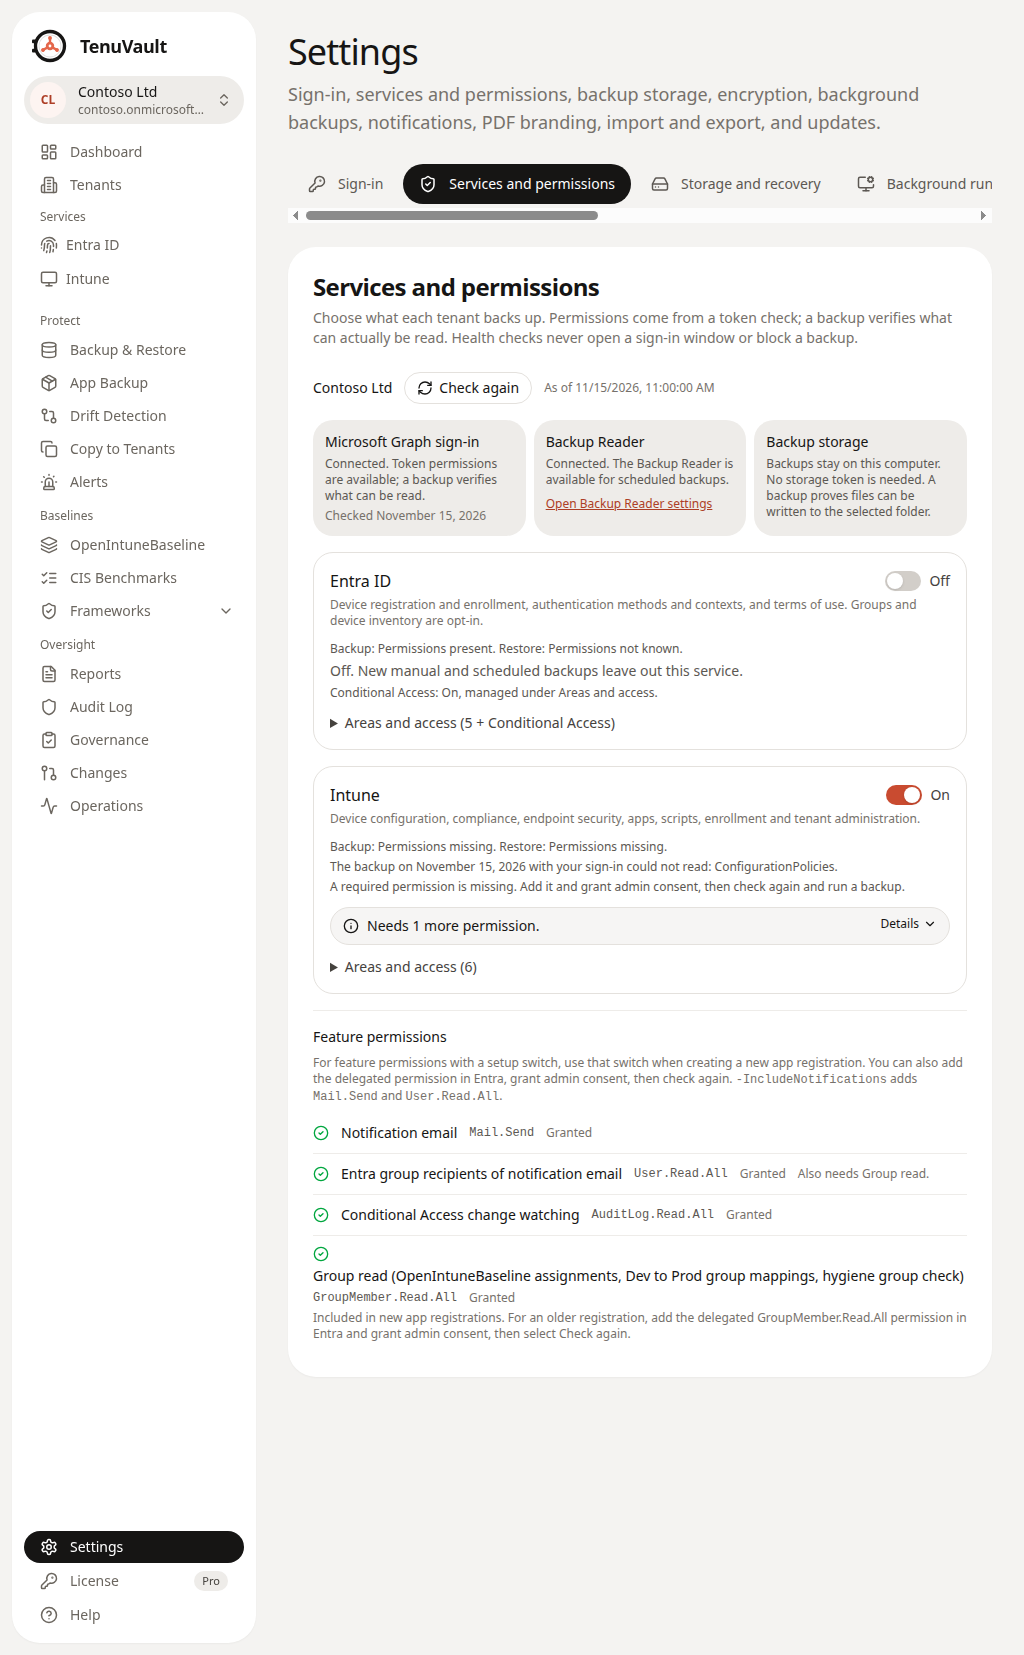 TenuVault
CL
Contoso Ltd
contoso.onmicrosoft...
Dashboard
Tenants
Services
Entra ID
Intune
Protect
Backup & Restore
App Backup
Drift Detection
Copy to Tenants
Alerts
Baselines
OpenIntuneBaseline
CIS Benchmarks
Frameworks
Oversight
Reports
Audit Log
Governance
Changes
Operations
Settings
License
Pro
Help
Settings
Sign-in, services and permissions, backup storage, encryption, background
backups, notifications, PDF branding, import and export, and updates.
Sign-in
Services and permissions
Storage and recovery
Background run
Services and permissions
Choose what each tenant backs up. Permissions come from a token check; a backup verifies what
can actually be read. Health checks never open a sign-in window or block a backup.
Contoso Ltd
Check again
As of 11/15/2026, 11:00:00 AM
Microsoft Graph sign-in
Connected. Token permissions
are available; a backup verifies
what can be read.
Checked November 15, 2026
Backup Reader
Connected. The Backup Reader is
available for scheduled backups.
Open Backup Reader settings
Backup storage
Backups stay on this computer.
No storage token is needed. A
backup proves files can be
written to the selected folder.
Entra ID
Off
Device registration and enrollment, authentication methods and contexts, and terms of use. Groups and
device inventory are opt-in.
Backup: Permissions present. Restore: Permissions not known.
Off. New manual and scheduled backups leave out this service.
Conditional Access: On, managed under Areas and access.
Areas and access (5 + Conditional Access)
Intune
On
Device configuration, compliance, endpoint security, apps, scripts, enrollment and tenant administration.
Backup: Permissions missing. Restore: Permissions missing.
The backup on November 15, 2026 with your sign-in could not read: ConfigurationPolicies.
A required permission is missing. Add it and grant admin consent, then check again and run a backup.
Needs 1 more permission.
Details
Areas and access (6)
Feature permissions
For feature permissions with a setup switch, use that switch when creating a new app registration. You can also add
the delegated permission in Entra, grant admin consent, then check again. -IncludeNotifications adds
Mail.Send and User.Read.All.
Notification email Mail.Send Granted
Entra group recipients of notification email User.Read.All Granted Also needs Group read.
Conditional Access change watching AuditLog.Read.All Granted
Group read (OpenIntuneBaseline assignments, Dev to Prod group mappings, hygiene group check)
GroupMember.Read.All Granted
Included in new app registrations. For an older registration, add the delegated GroupMember.Read.All permission in
Entra and grant admin consent, then select Check again.